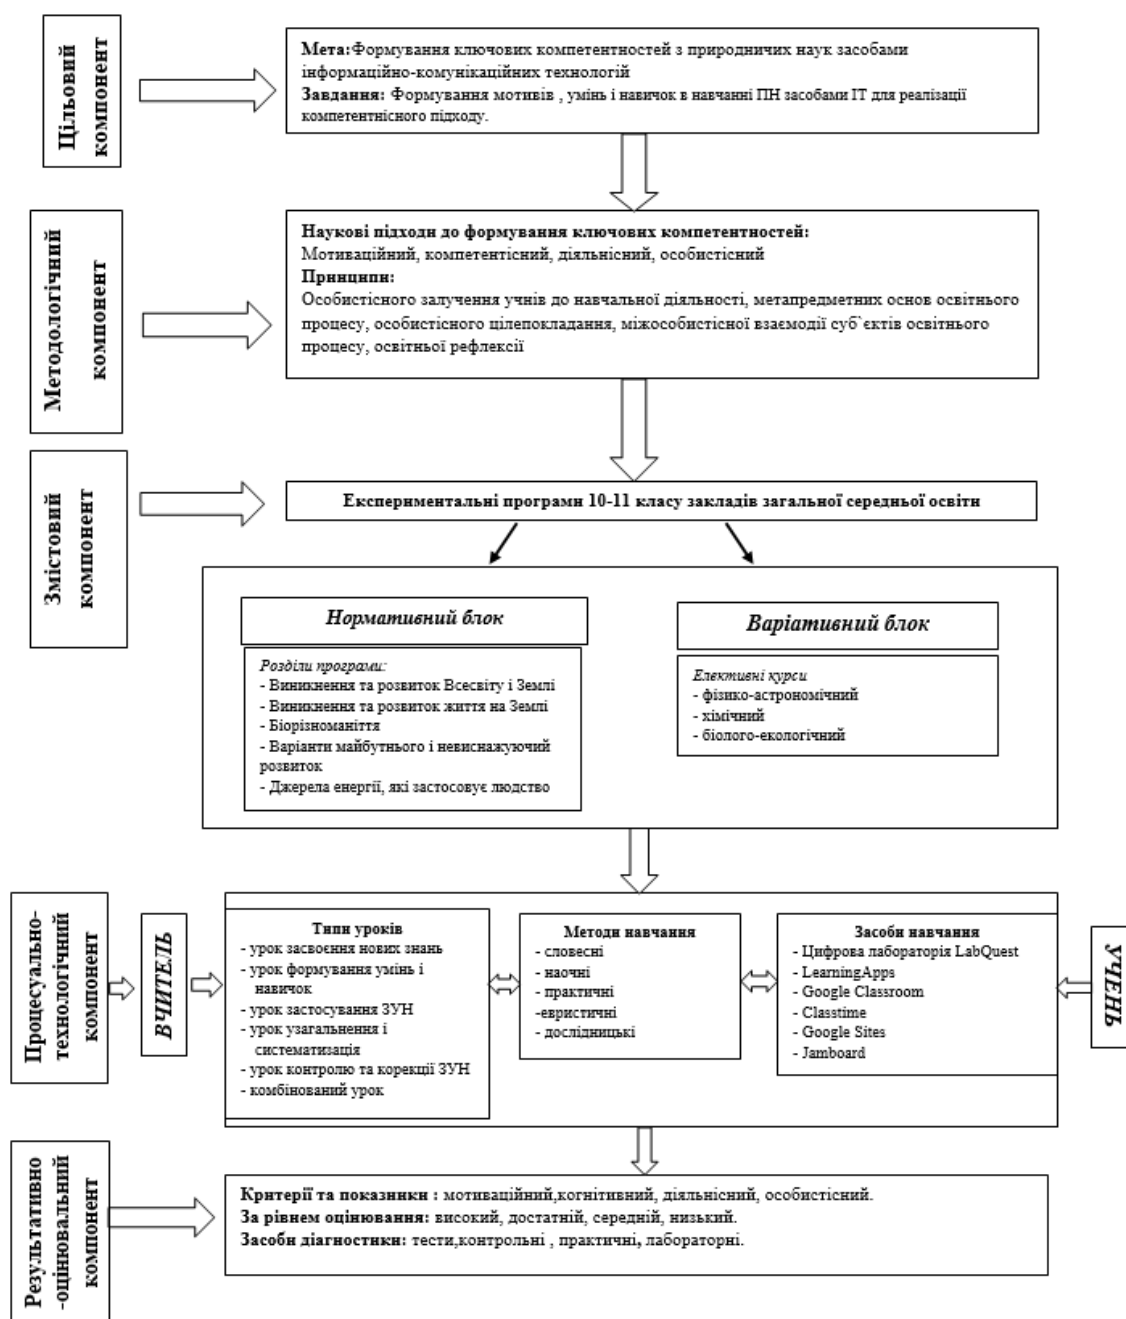 Цільовий
компонент
Мета:Формування ключових компетентностей з природничих наук засобами
інформаційно-комунікаційних технологій
Завдання: Формування мотивів , умінь і навичок в навчанні ПН засобами ІТ для реалізації
компетентнісного підходу.
Методологічний
компонент
Наукові підходи до формування ключових компетентностей:
Мотиваційний, компетентісний, діяльнісний, особистісний
Принципи:
Особистісного залучення учнів до навчальної діяльності, метапредметних основ освітнього
процесу, особистісного цілепокладання, міжособистісної взаємодії суб`єктів освітнього
процесу, освітньої рефлексії
Змістовий
компонент
Експериментальні програми 10-11 класу закладів загальної середньої освіти
Нормативний блок
Розділи програми:
- Виникнення та розвиток Всесвіту і Землі
- Виникнення та розвиток життя на Землі
- Біорізноманіття
- Варіанти майбутнього і невиснажуючий
розвиток
- Джерела енергії, які застосовує людство
Варіативний блок
Елективні курси
- фізико-астрономічний
- хімічний
- біолого-екологічний
Процесуально-
технологічний
компонент
ВЧИТЕЛЬ
Типи уроків
- урок засвоєння нових знань
- урок формування умінь і
навичок
- урок застосування ЗУН
- урок узагальнення і
систематизація
- урок контролю та корекції ЗУН
- комбінований урок
Методи навчання
- словесні
- наочні
- практичні
-евристичні
- дослідницькі
Засоби навчання
- Цифрова лабораторія LabQuest
- LearningApps
- Google Classroom
- Classtime
- Google Sites
- Jamboard
УЧЕНЬ
Результативно
-оцінювальний
компонент
Критерії та показники : мотиваційний,когнітивний, діяльнісний, особистісний.
За рівнем оцінювання: високий, достатній, середній, низький.
Засоби діагностики: тести,контрольні , практичні, лабораторні.